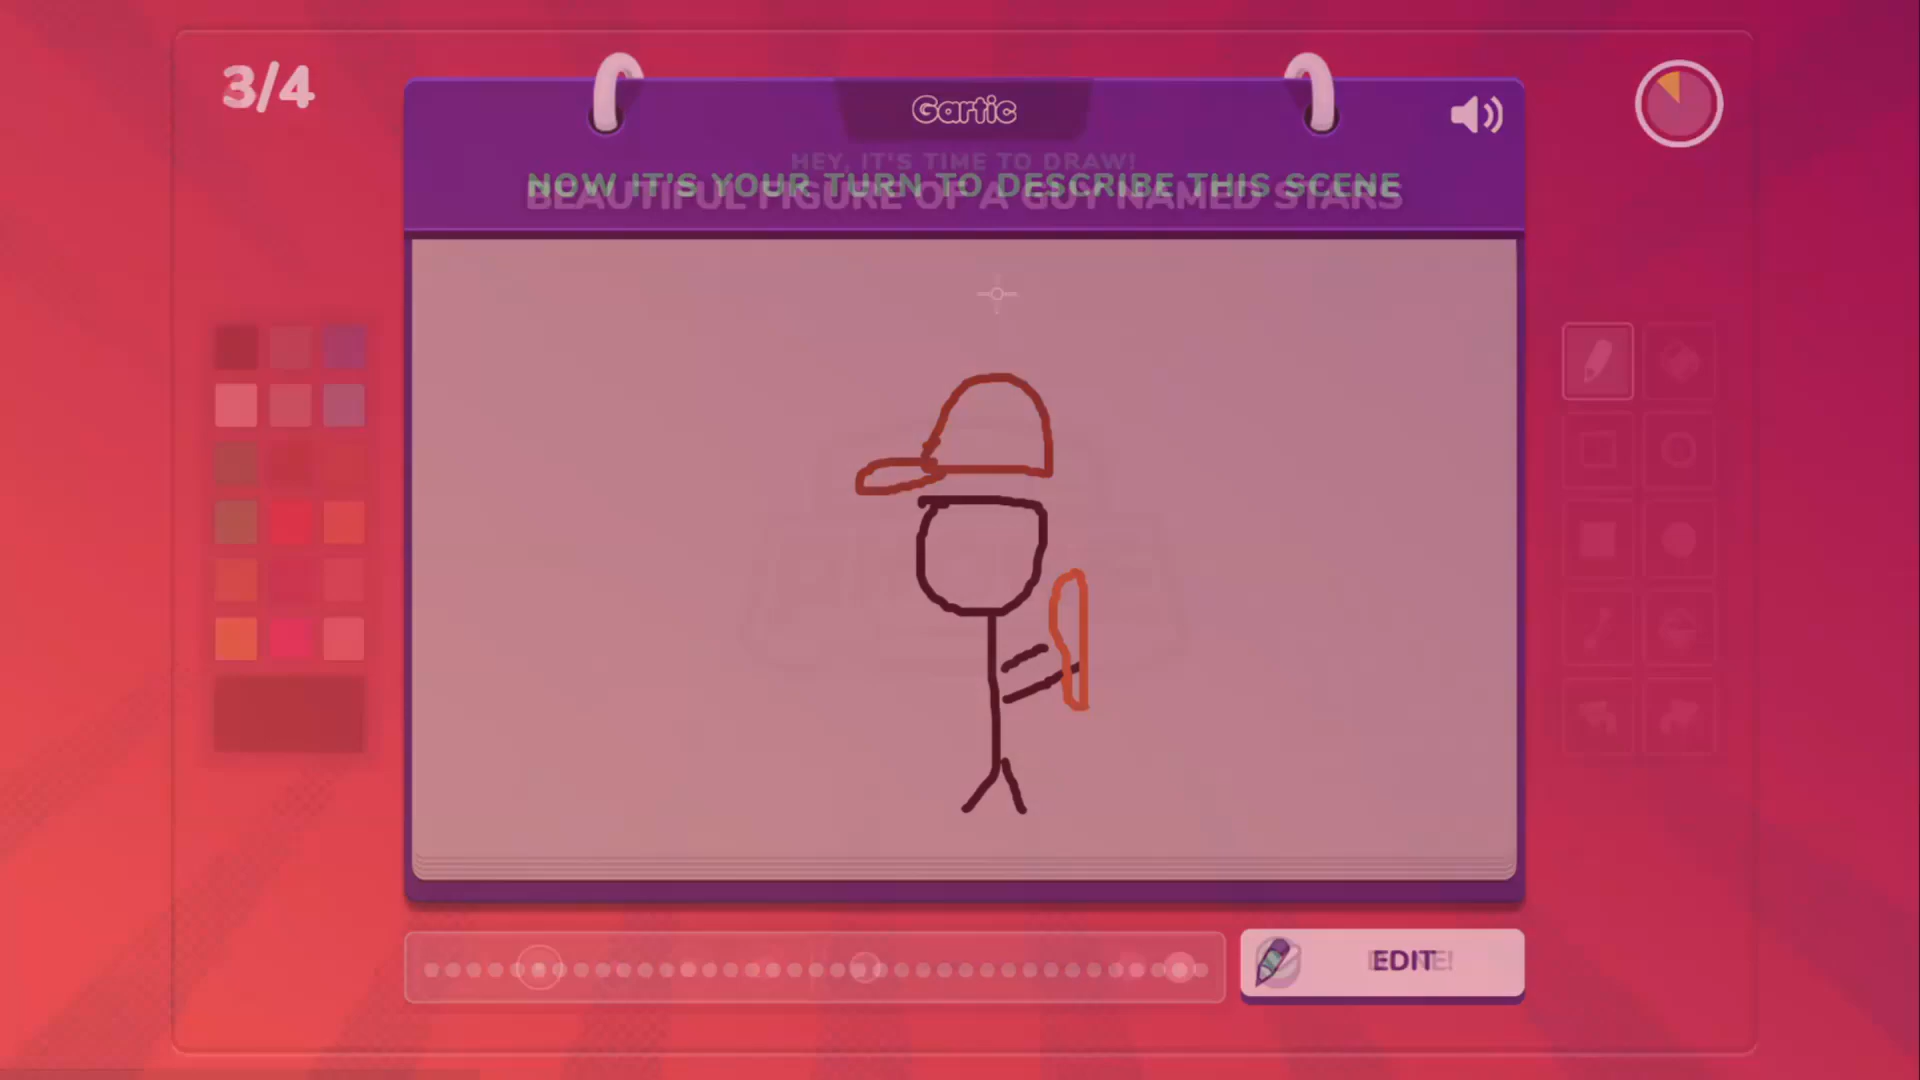 3/4
Gartic
HEY, IT'S TIME TO DRAW!
NOW IT'S YOUR TURN TO DESCRIBE THIS SCENE
BEAUTIFUL FIGURE OF A GUY NAMED STARS
EDIT